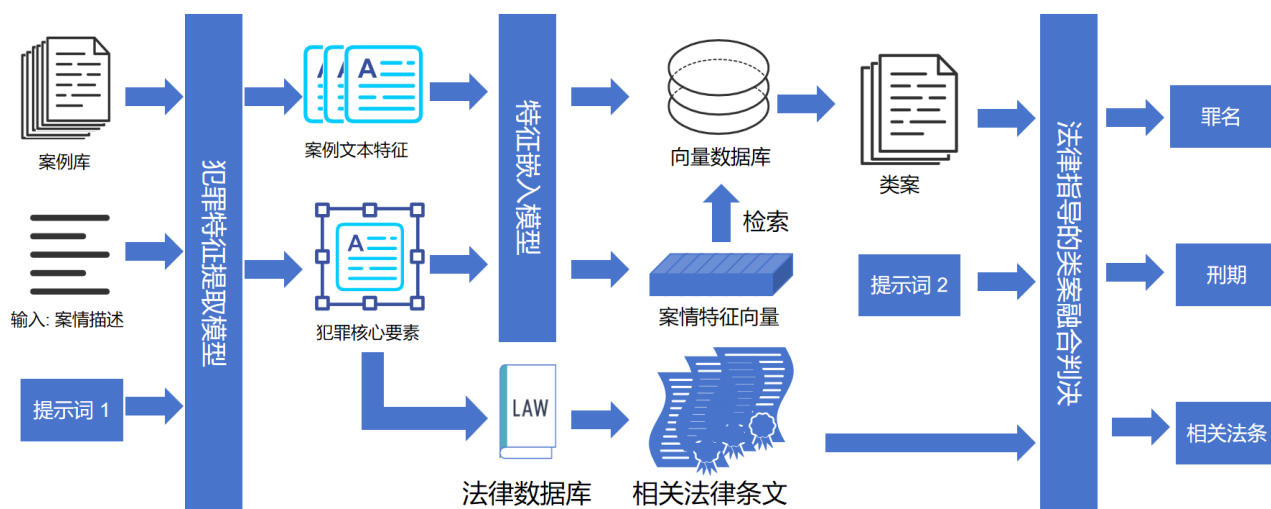 案例库
输入: 案情描述
提示词 1
犯罪特征提取模型
A
A
A
案例文本特征
A
犯罪核心要素
特征嵌入模型
LAW
法律数据库
向量数据库
检索
案情特征向量
相关法律条文
类案
提示词 2
法律指导的类案融合判决
罪名
刑期
相关法条